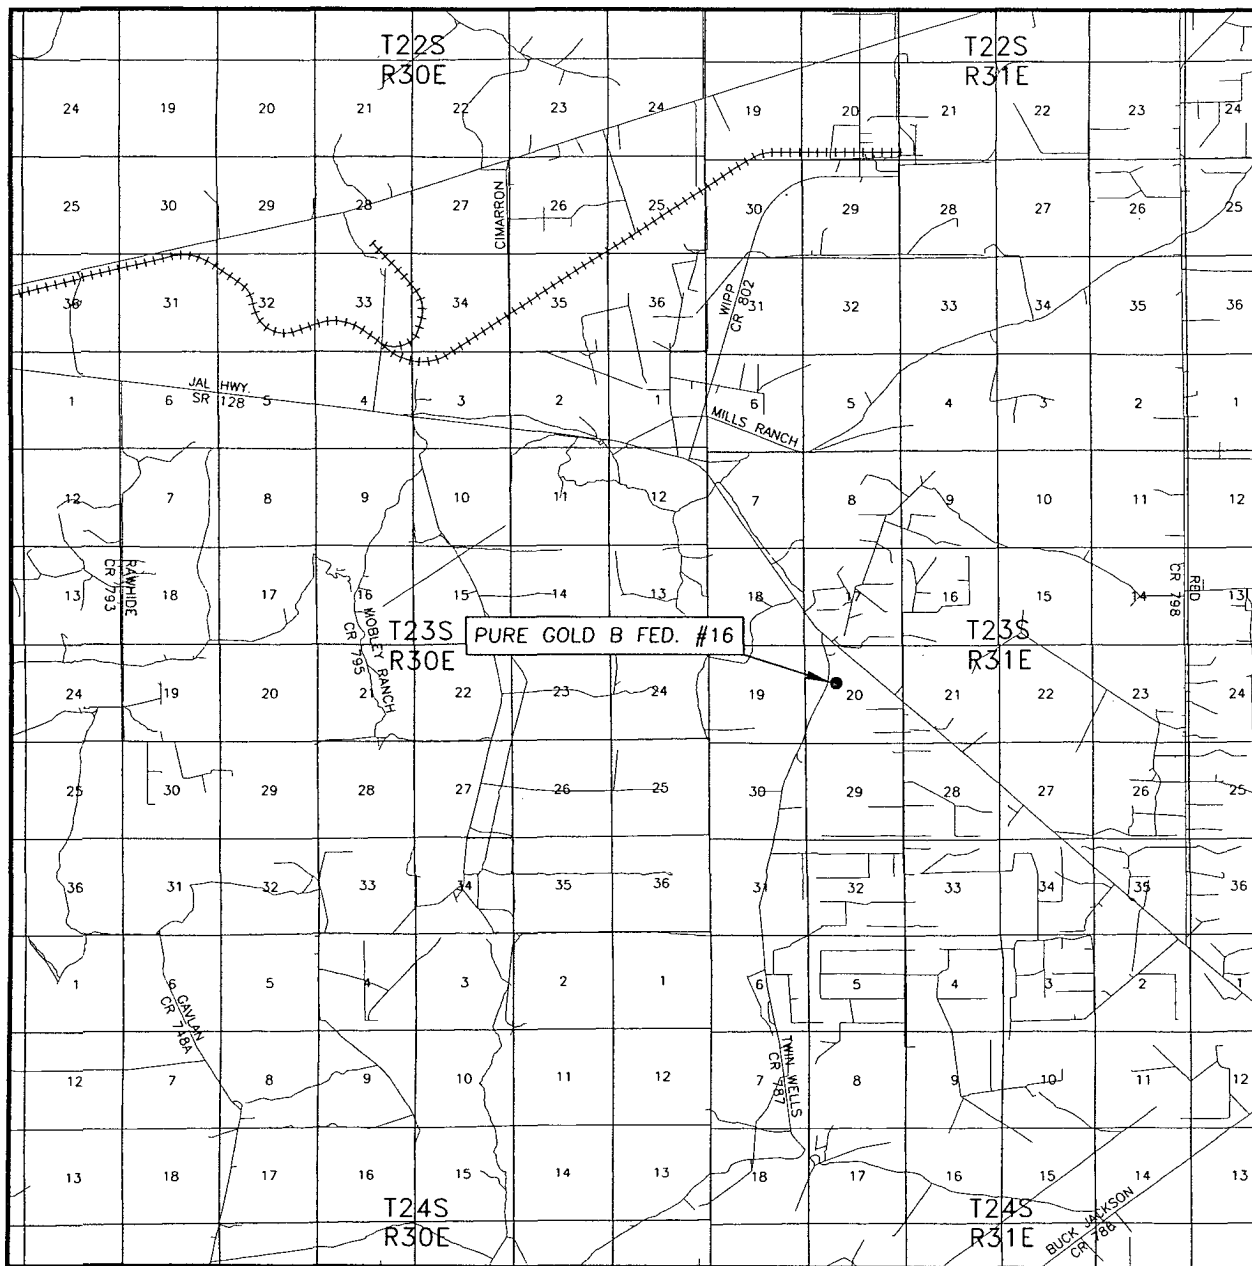 T22S
R30E
T22S
R31E
24 19 20 21 22 23 24 19 20 21 22 23 24
25 30 29 28 27 26 25 30 29 28 27 26 25
CIMARRON
36 31 32 33 34 35 36 31 32 33 34 35 36
WIPP
CR 802
JAL HWY.
SR 128
1 6 5 4 3 2 1 6 5 4 3 2 1
MILLS RANCH
12 7 8 9 10 11 12 7 8 9 10 11 12
RAWHIDE
CR 793
RED
CR 798
13 18 17 16 15 14 13 18 17 16 15 14 13
MOBLEY RANCH
CR 795
T23S
R30E
PURE GOLD B FED. #16
T23S
R31E
24 19 20 21 22 23 24 19 20 21 22 23 24
25 30 29 28 27 26 25 30 29 28 27 26 25
36 31 32 33 34 35 36 31 32 33 34 35 36
1 6 5 4 3 2 1 6 5 4 3 2 1
GAVLAN
CR 748A
TWIN WELLS
CR 787
12 7 8 9 10 11 12 7 8 9 10 11 12
13 18 17 16 15 14 13 18 17 16 15 14 13
T24S
R30E
T24S
R31E
BUCK JACKSON
CR 786